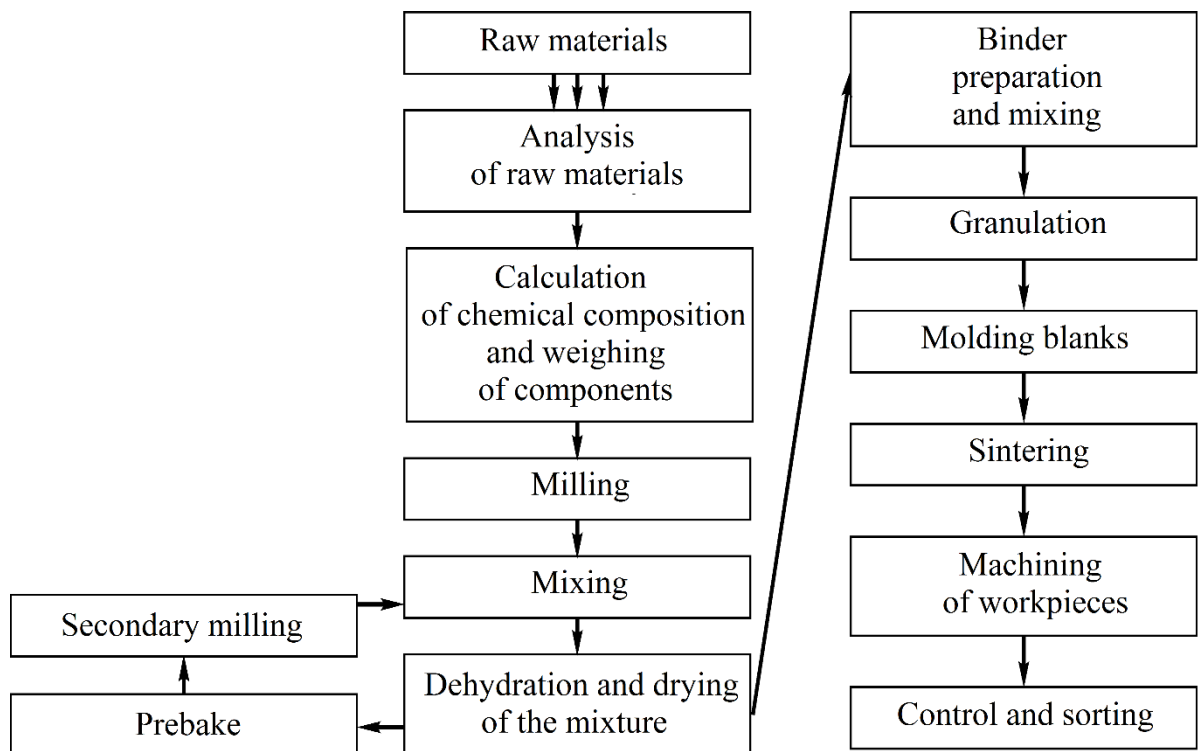 Raw materials
Analysis
of raw materials
Calculation
of chemical composition
and weighing
of components
Milling
Mixing
Secondary milling
Dehydration and drying
of the mixture
Prebake
Binder
preparation
and mixing
Granulation
Molding blanks
Sintering
Machining
of workpieces
Control and sorting